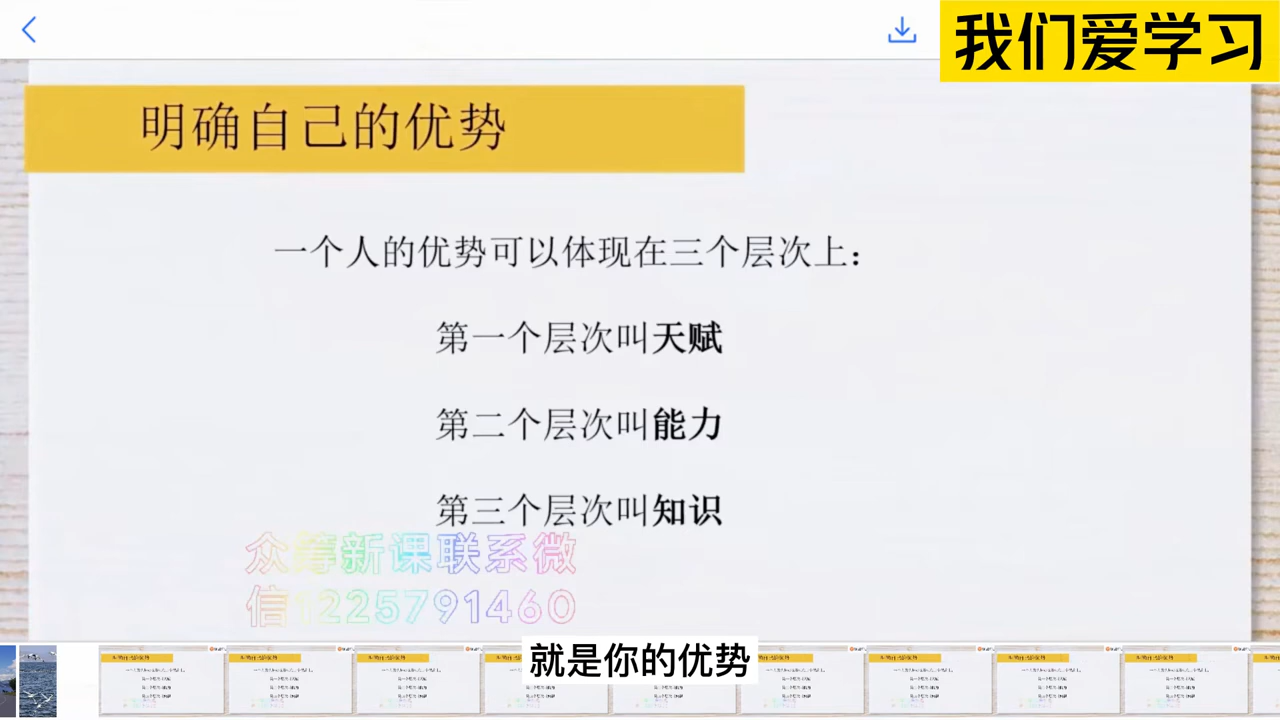 我们爱学习
明确自己的优势
一个人的优势可以体现在三个层次上：
第一个层次叫天赋
第二个层次叫能力
第三个层次叫知识
众筹新课联系微
信1225791460
就是你的优势